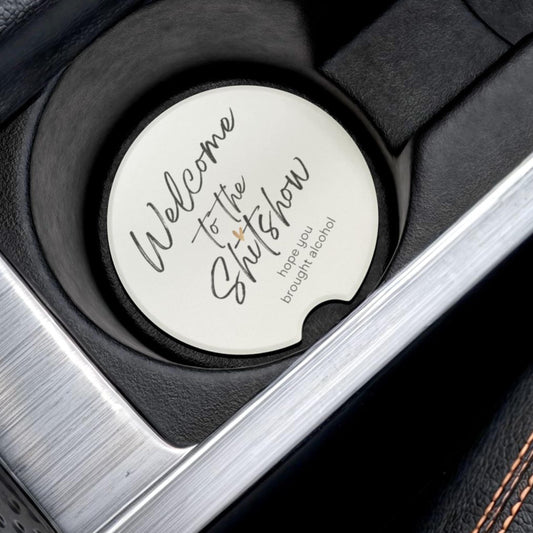 Welcome
to the
Shitshow
hope you
brought alcohol